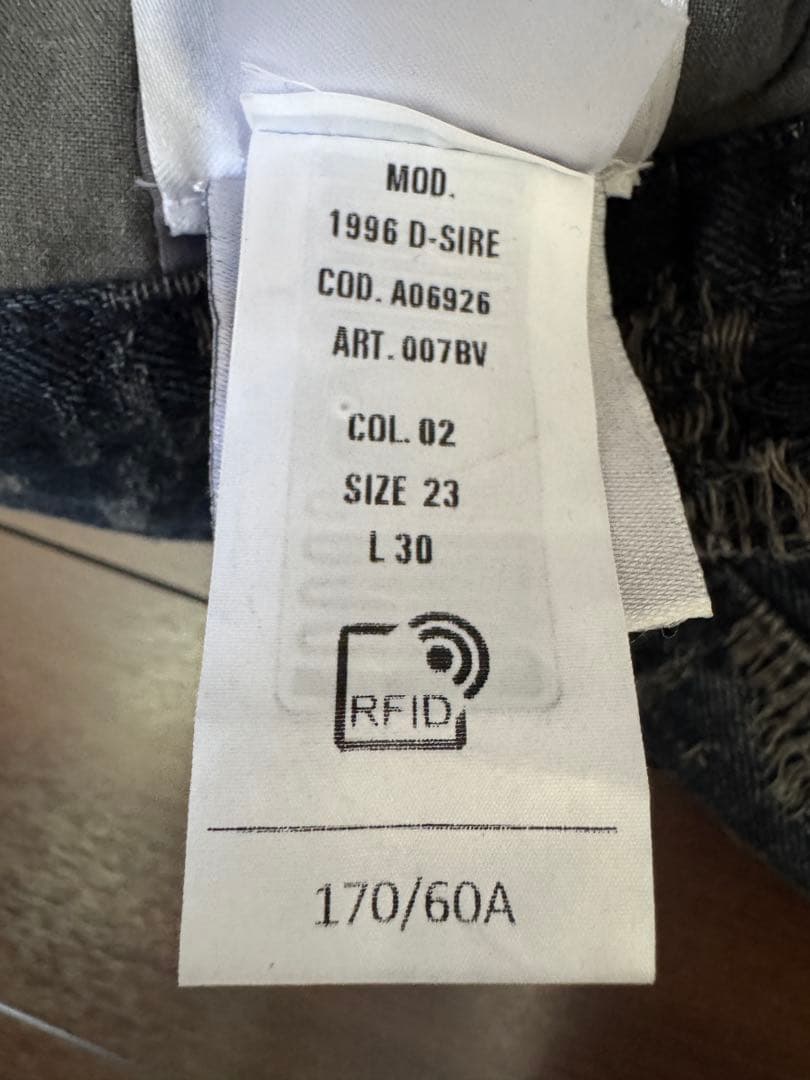 MOD.
1996 D-SIRE
COD. A06926
ART. 007BV
COL. 02
SIZE 23
L 30
RFID
170/60A